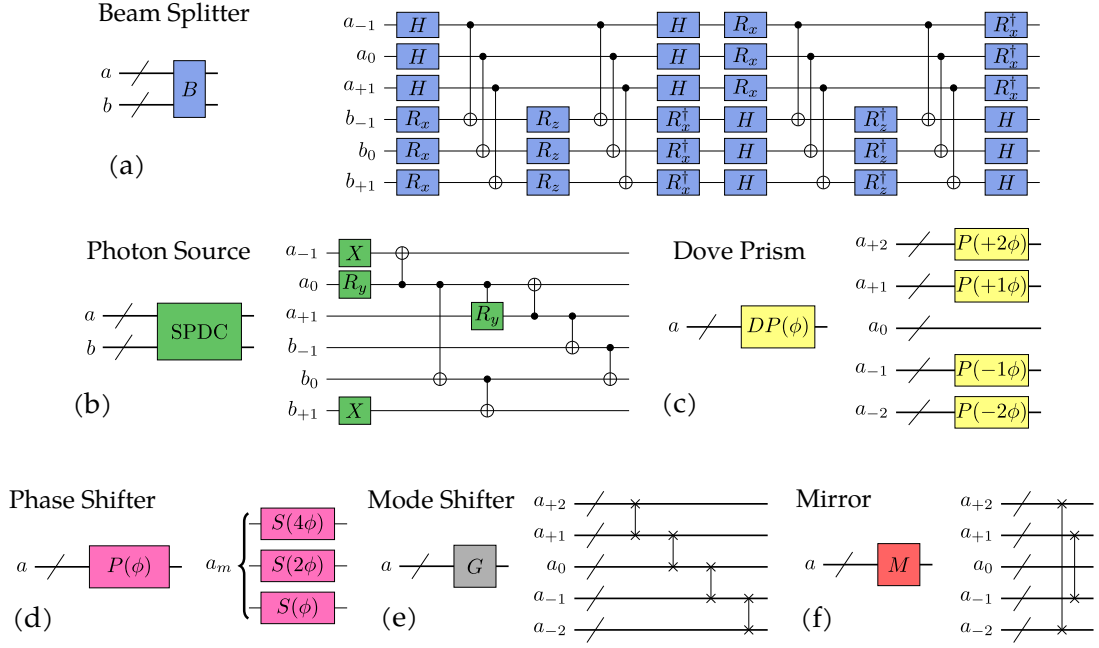 Beam Splitter
a
b
B
(a)
a₋₁ H H Rₓ Rₓ†
a₀ H H Rₓ Rₓ†
a₊₁ H H Rₓ Rₓ†
b₋₁ Rₓ R_z Rₓ† H R_z† H
b₀ Rₓ R_z Rₓ† H R_z† H
b₊₁ Rₓ R_z Rₓ† H R_z† H
Photon Source
a
b
SPDC
(b)
a₋₁ X
a₀ R_y
a₊₁ R_y
b₋₁
b₀
b₊₁ X
Dove Prism
a DP(ϕ)
(c)
a₊₂ P(+2ϕ)
a₊₁ P(+1ϕ)
a₀
a₋₁ P(−1ϕ)
a₋₂ P(−2ϕ)
Phase Shifter
a P(ϕ)
(d)
aₘ
S(4ϕ)
S(2ϕ)
S(ϕ)
Mode Shifter
a G
(e)
a₊₂
a₊₁
a₀
a₋₁
a₋₂
Mirror
a M
(f)
a₊₂
a₊₁
a₀
a₋₁
a₋₂